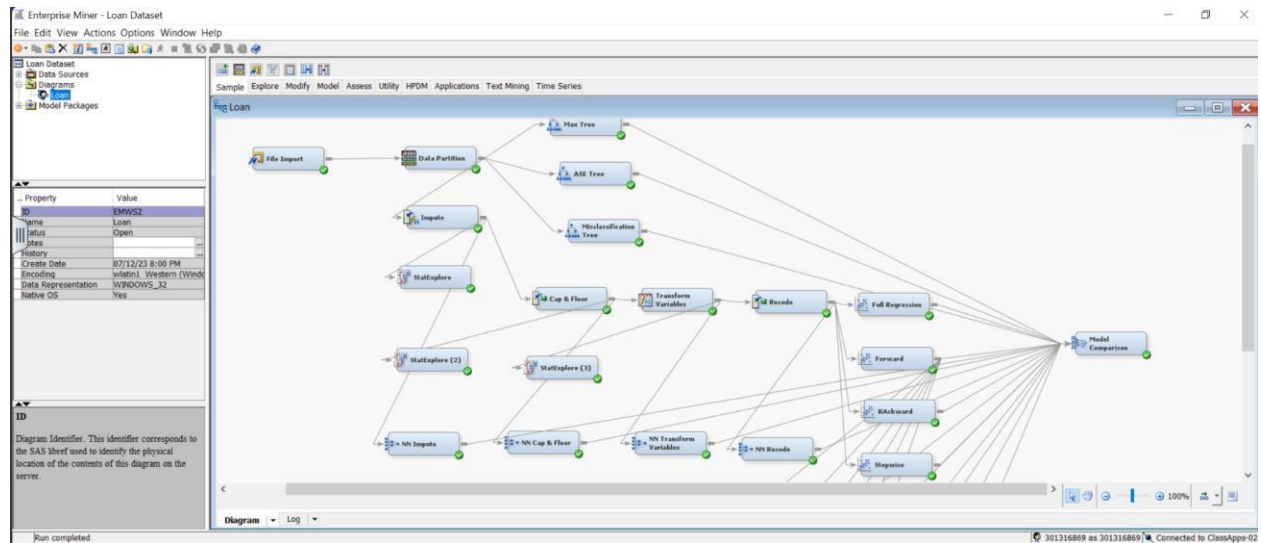 Enterprise Miner - Loan Dataset
File Edit View Actions Options Window Help
Loan Dataset
Data Sources
Diagrams
Loan
Model Packages
Sample Explore Modify Model Assess Utility HPDM Applications Text Mining Time Series
Loan
Max Tree
File Import
Data Partition
ASE Tree
Impute
Misclassification
Tree
StatExplore
Cap & Floor
Transform
Variables
Recode
Full Regression
Model
Comparison
StatExplore (2)
StatExplore (3)
Forward
BAckward
NN Impute
NN Cap & Floor
NN Transform
Variables
NN Recode
Stepwise
.. Property Value
ID EMWS2
Name Loan
Status Open
Notes ...
History ...
Create Date 07/12/23 8:00 PM
Encoding wlatin1 Western (Windo
Data Representation WINDOWS_32
Native OS Yes
ID
Diagram Identifier. This identifier corresponds to
the SAS libref used to identify the physical
location of the contents of this diagram on the
server.
100%
Diagram Log
Run completed
301316869 as 301316869 Connected to ClassApps-02